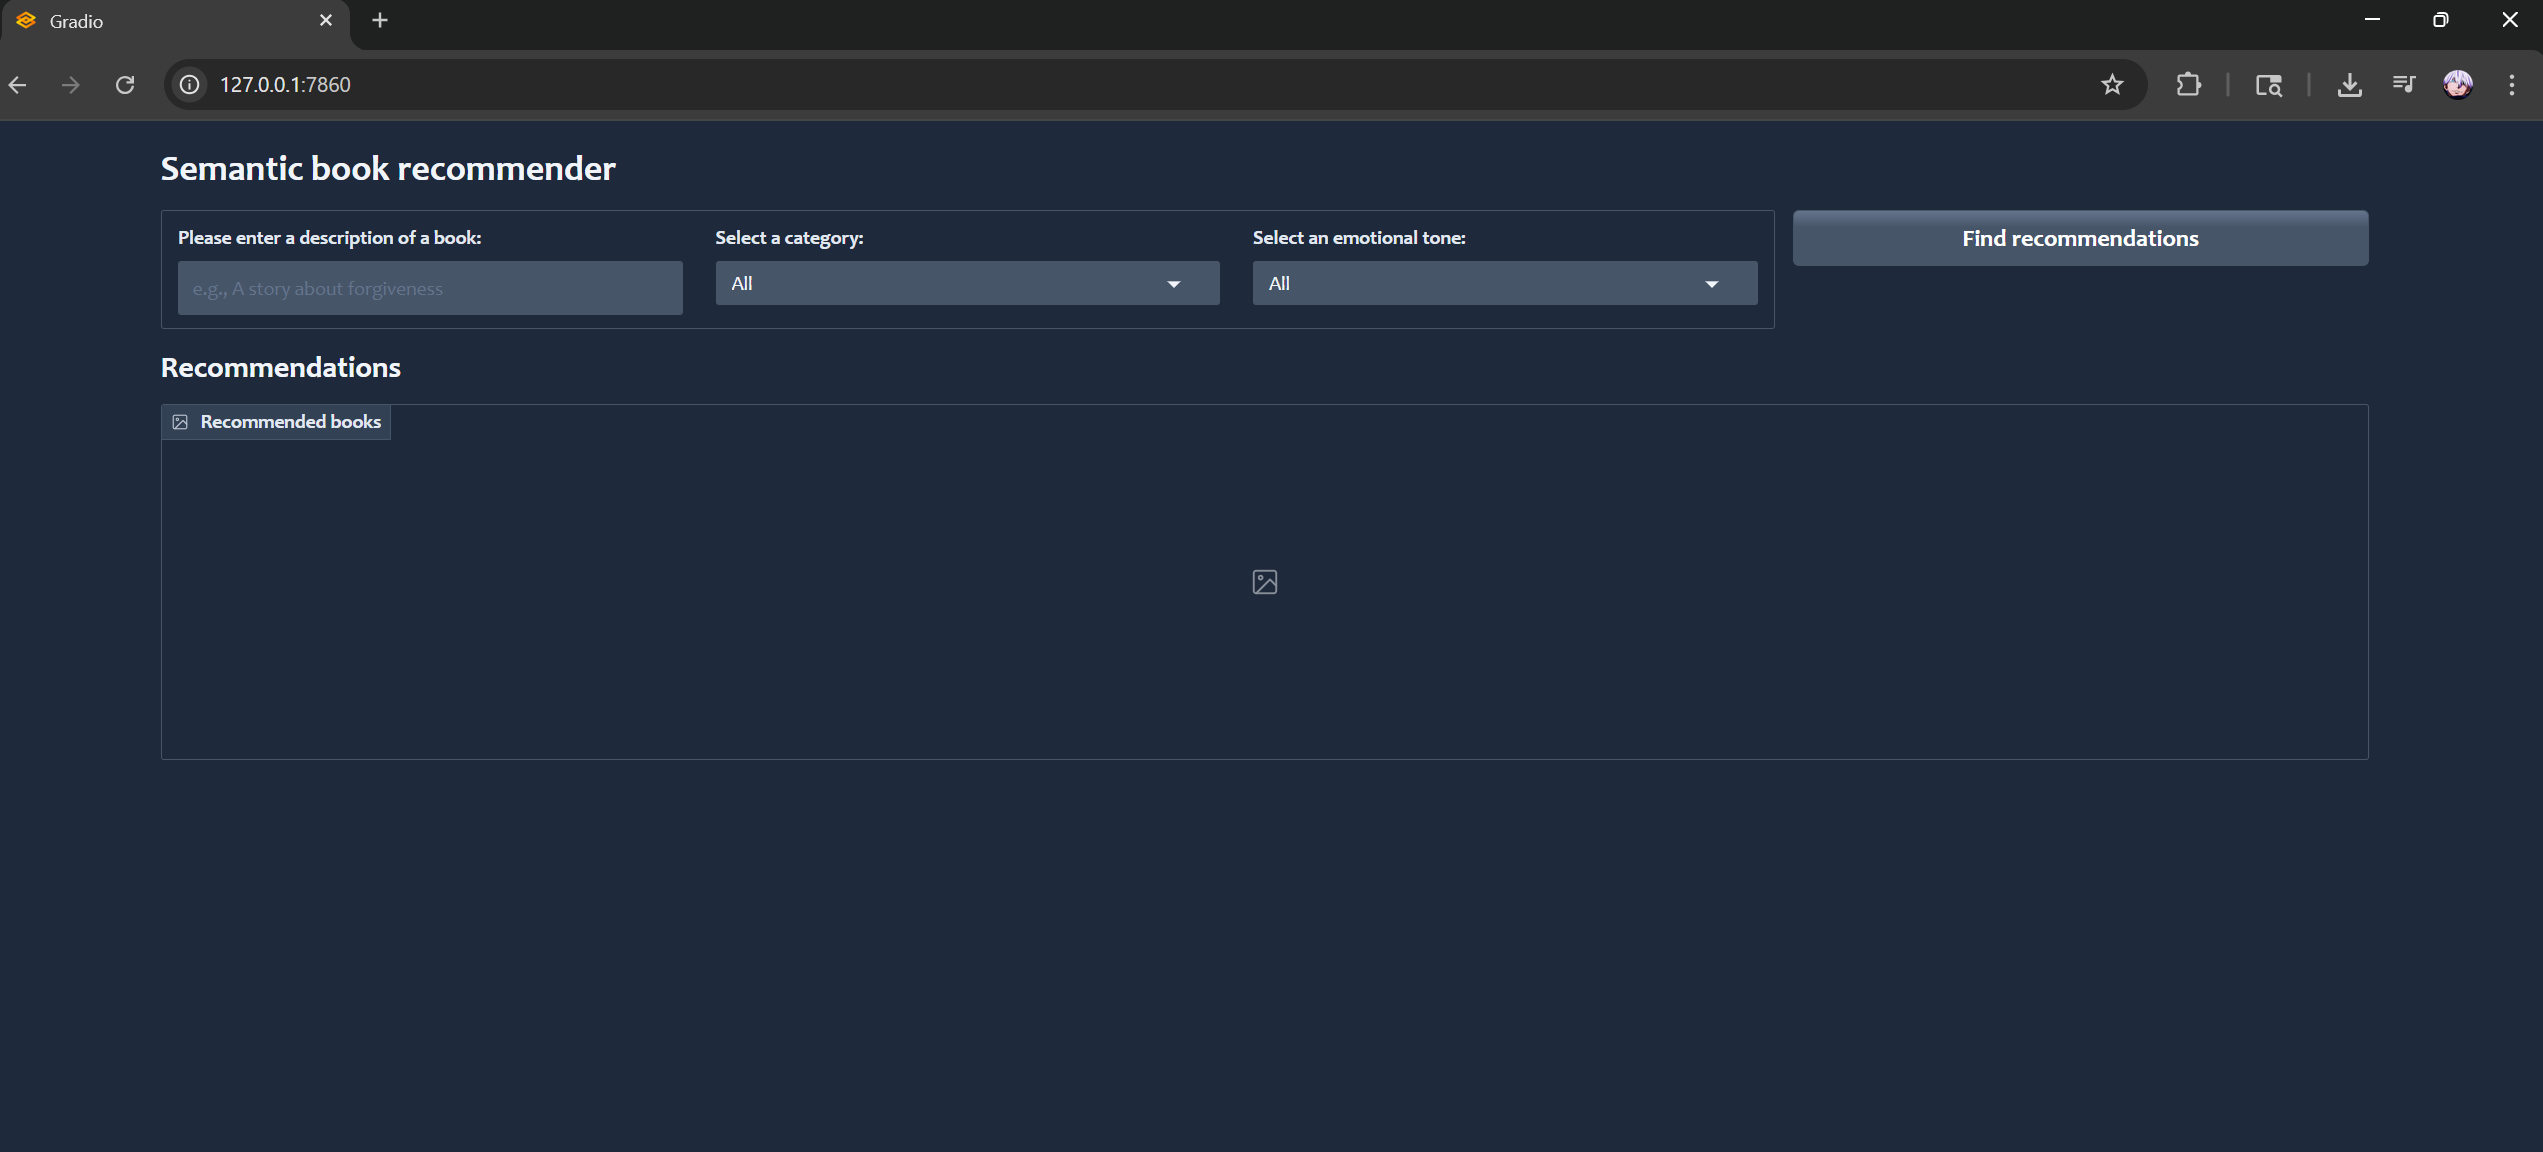 Gradio
127.0.0.1:7860
Semantic book recommender
Please enter a description of a book:
Select a category:
Select an emotional tone:
Find recommendations
e.g., A story about forgiveness
All
All
Recommendations
Recommended books